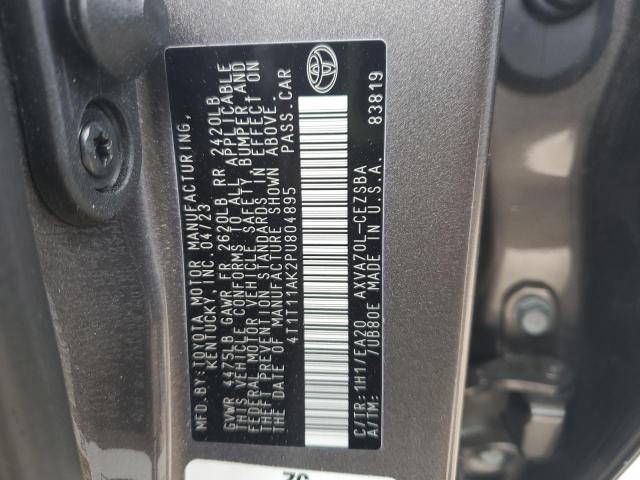 MFD.BY:TOYOTA MOTOR MANUFACTURING,
KENTUCKY, INC. 04/23
GVWR 4475LB GAWR FR 2620LB RR 2420LB
THIS VEHICLE CONFORMS TO ALL APPLICABLE
FEDERAL MOTOR VEHICLE SAFETY, BUMPER AND
THEFT PREVENTION STANDARDS IN EFFECT ON
THE DATE OF MANUFACTURE SHOWN ABOVE.
4T1T11AK2PU804895 PASS.CAR
C/TR:1H1/EA20 AXVA70L-CEZSBA
A/TM: /UB80E MADE IN U.S.A. 83819